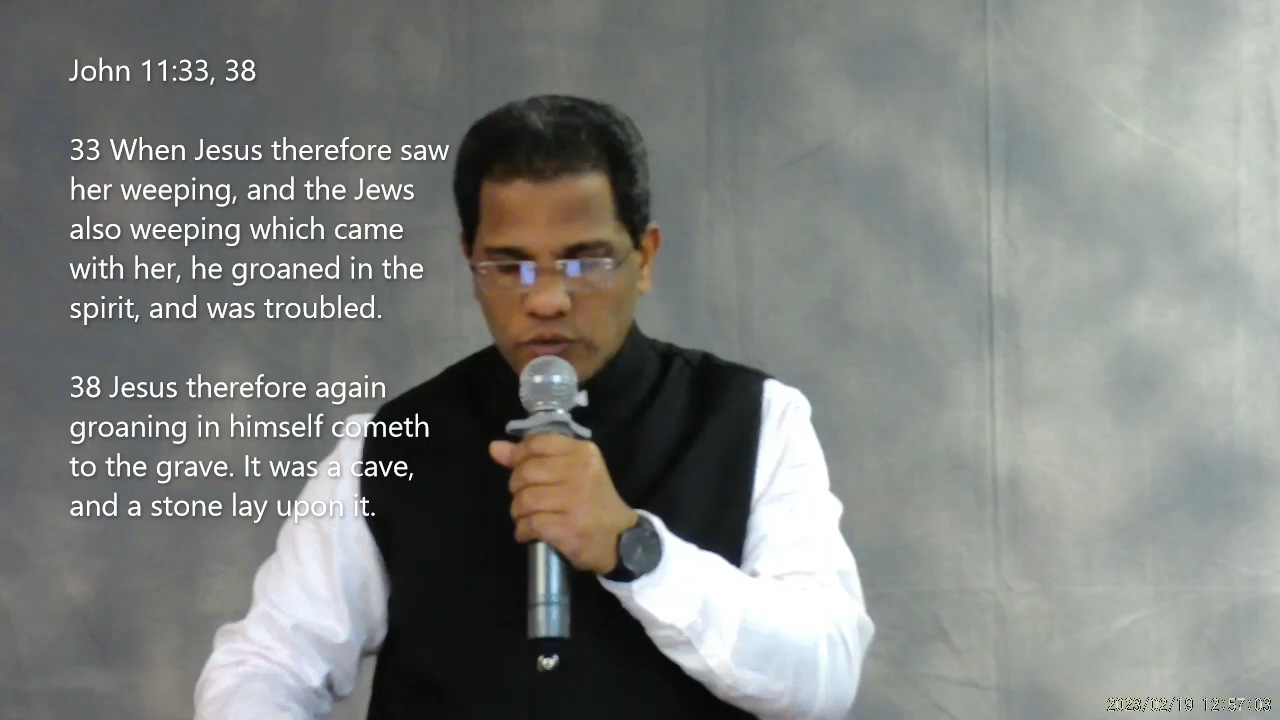 John 11:33, 38
33 When Jesus therefore saw
her weeping, and the Jews
also weeping which came
with her, he groaned in the
spirit, and was troubled.
38 Jesus therefore again
groaning in himself cometh
to the grave. It was a cave,
and a stone lay upon it.
2023/02/19 12:57:03